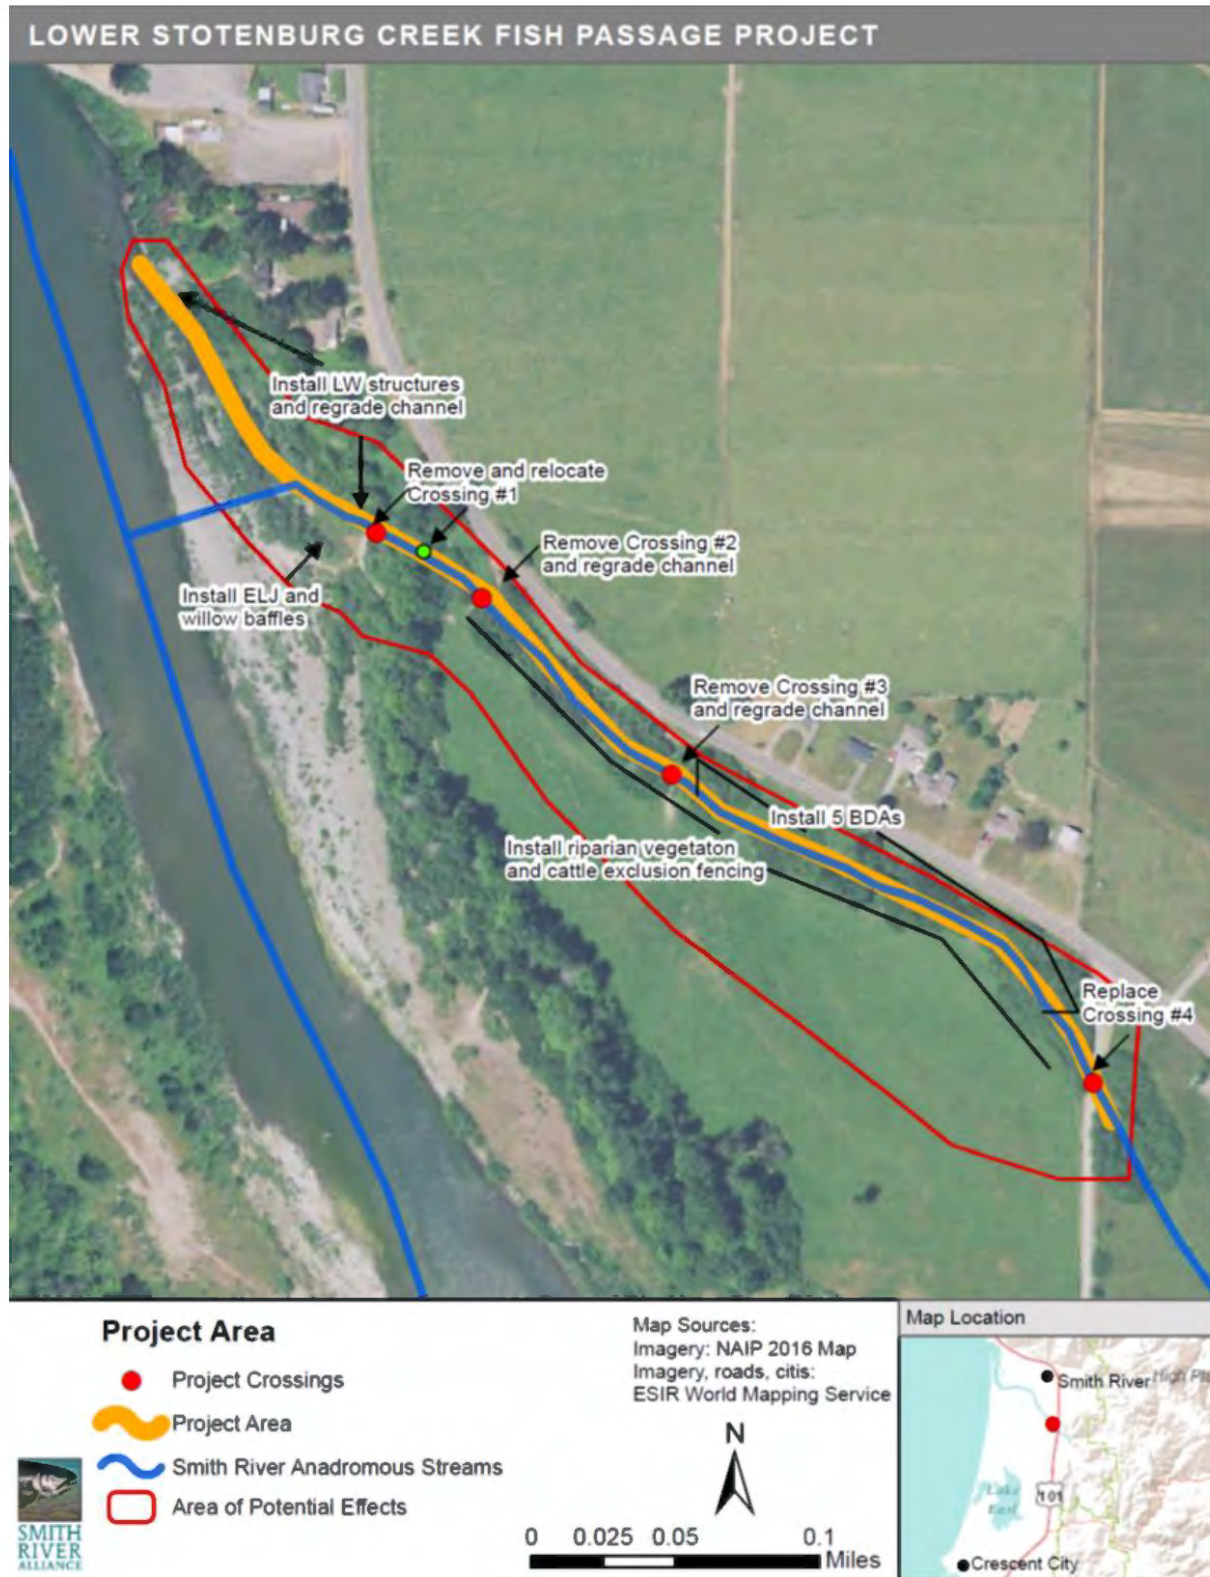 LOWER STOTENBURG CREEK FISH PASSAGE PROJECT
Install LW structures
and regrade channel
Remove and relocate
Crossing #1
Remove Crossing #2
and regrade channel
Install ELJ and
willow baffles
Remove Crossing #3
and regrade channel
Install 5 BDAs
Install riparian vegetaton
and cattle exclusion fencing
Replace
Crossing #4
Project Area
Project Crossings
Project Area
Smith River Anadromous Streams
Area of Potential Effects
SMITH
RIVER
ALLIANCE
Map Sources:
Imagery: NAIP 2016 Map
Imagery, roads, citis:
ESIR World Mapping Service
N
0 0.025 0.05 0.1
Miles
Map Location
Smith River
High Pla
Lake
Earl
101
Crescent City